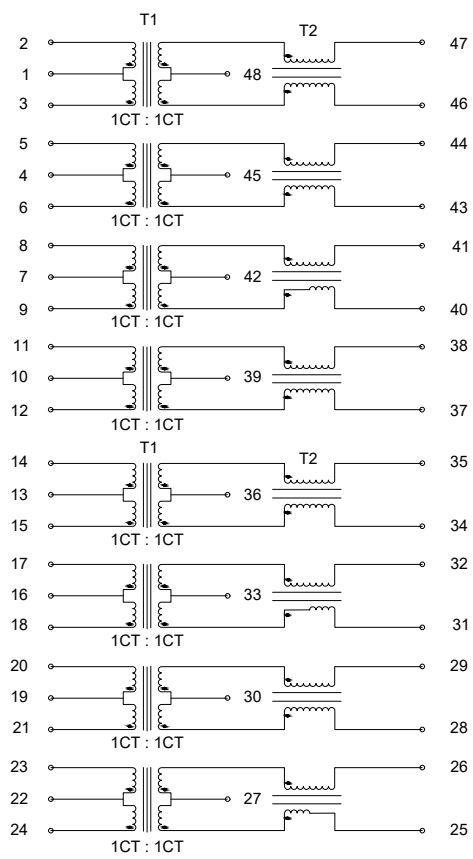 T1 T2
2 47
1 48
3 46
1CT : 1CT
5 44
4 45
6 43
1CT : 1CT
8 41
7 42
9 40
1CT : 1CT
11 38
10 39
12 37
1CT : 1CT
T1 T2
14 35
13 36
15 34
1CT : 1CT
17 32
16 33
18 31
1CT : 1CT
20 29
19 30
21 28
1CT : 1CT
23 26
22 27
24 25
1CT : 1CT